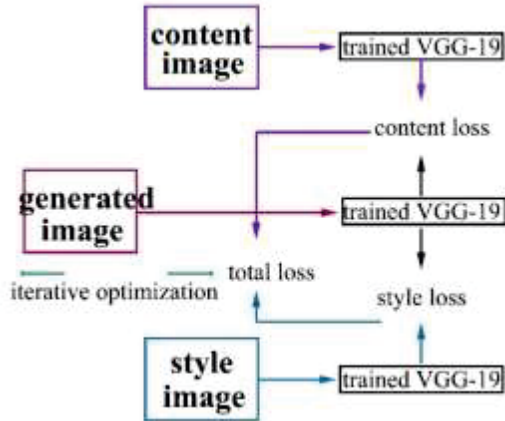 content
image
trained VGG-19
content loss
generated
image
trained VGG-19
total loss
iterative optimization
style loss
style
image
trained VGG-19